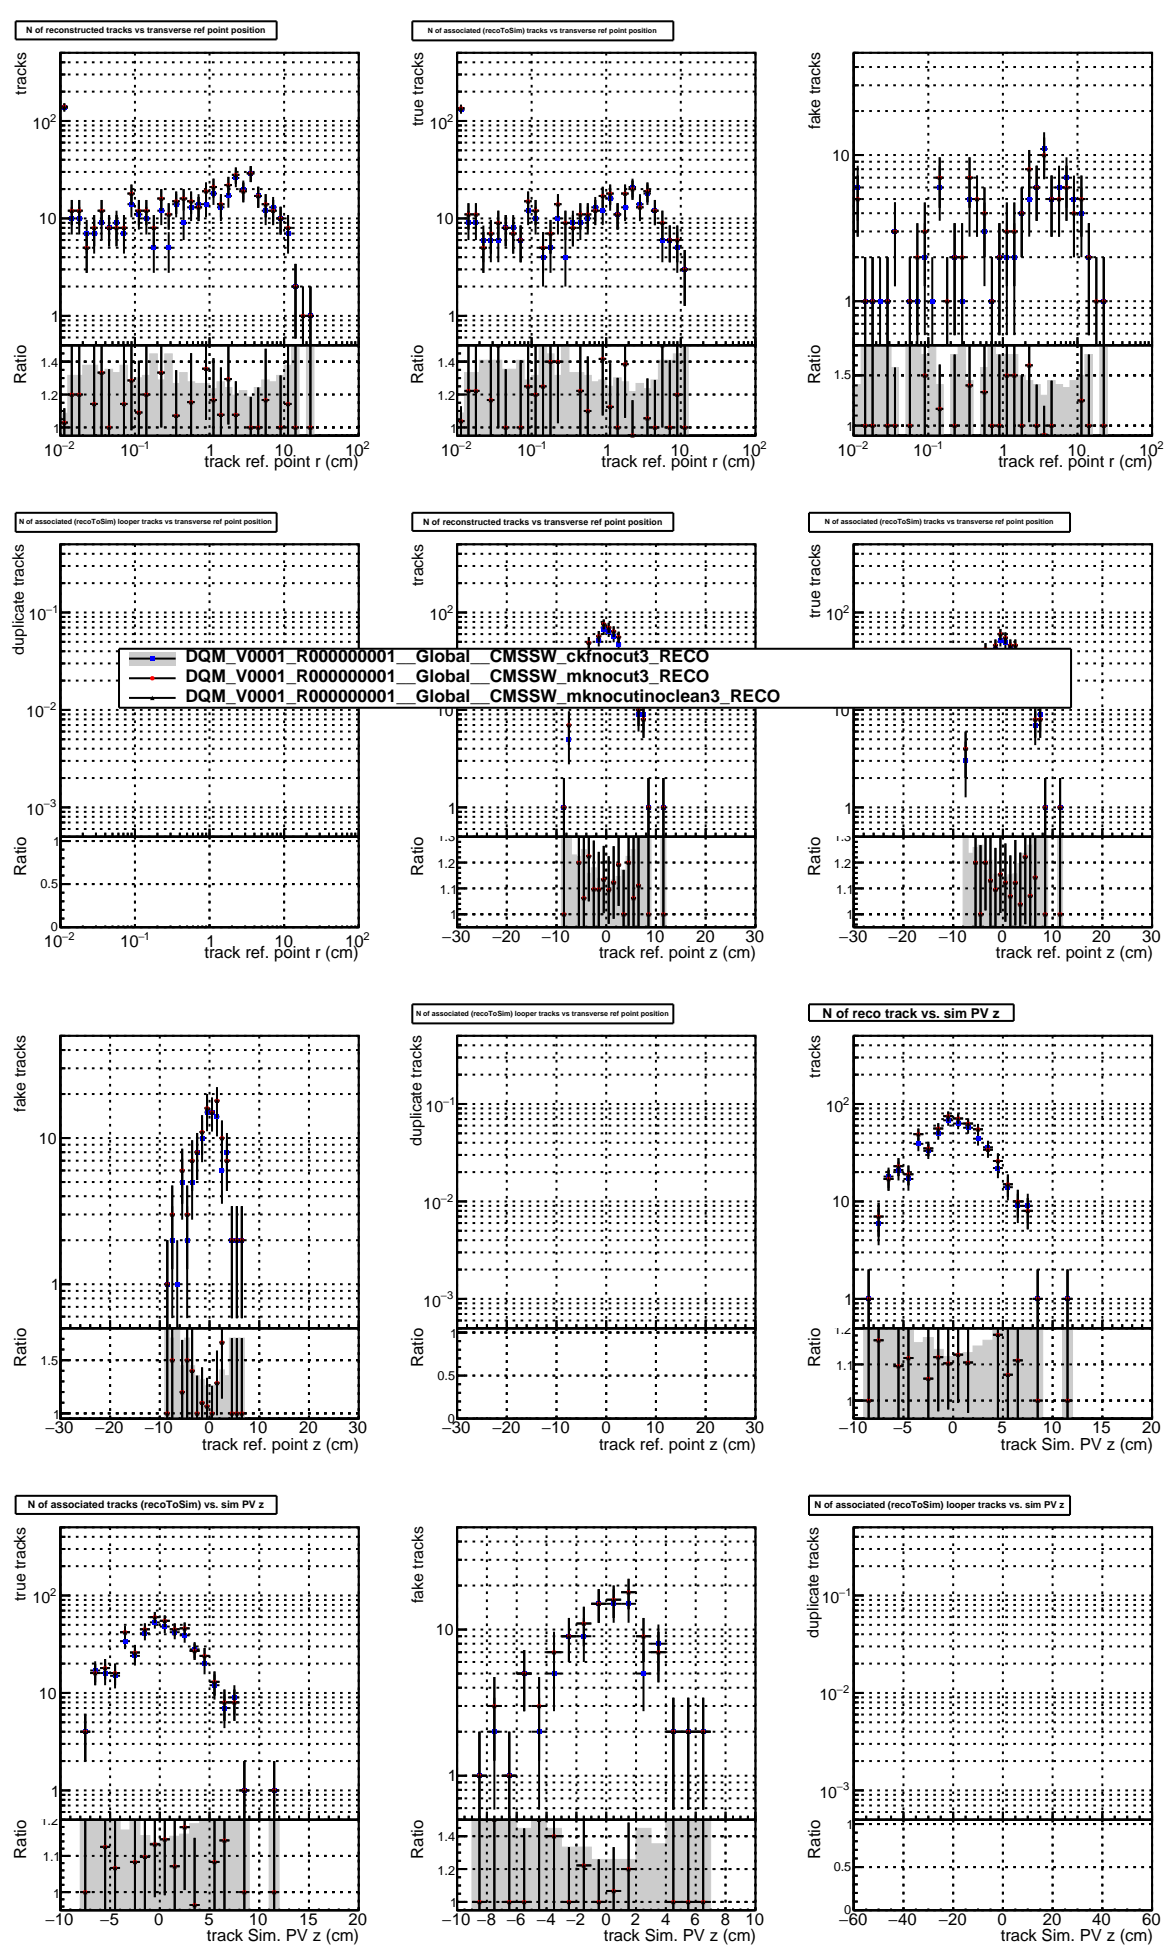 N of reconstructed tracks vs transverse ref point position
N of associated (recoToSim) tracks vs transverse ref point position
tracks
10²
10
1
Ratio
1.4
1.2
1
10⁻² 10⁻¹ 1 10 10²
track ref. point r (cm)
true tracks
10²
10
1
Ratio
1.4
1.2
1
10⁻² 10⁻¹ 1 10 10²
track ref. point r (cm)
fake tracks
10
1
Ratio
1.5
1
10⁻² 10⁻¹ 1 10 10²
track ref. point r (cm)
N of associated (recoToSim) looper tracks vs transverse ref point position
N of reconstructed tracks vs transverse ref point position
N of associated (recoToSim) tracks vs transverse ref point position
duplicate tracks
10⁻¹
10⁻²
10⁻³
Ratio
1
0.5
0
10⁻² 10⁻¹ 1 10 10²
track ref. point r (cm)
tracks
10²
10
1
Ratio
1.3
1.2
1.1
1
−30 −20 −10 0 10 20 30
track ref. point z (cm)
true tracks
10²
10
1
Ratio
1.3
1.2
1.1
1
−30 −20 −10 0 10 20 30
track ref. point z (cm)
DQM_V0001_R000000001__Global__CMSSW_ckfnocut3_RECO
DQM_V0001_R000000001__Global__CMSSW_mknocut3_RECO
DQM_V0001_R000000001__Global__CMSSW_mknocutinoclean3_RECO
N of associated (recoToSim) looper tracks vs transverse ref point position
N of reco track vs. sim PV z
fake tracks
10
1
Ratio
1.5
1
−30 −20 −10 0 10 20 30
track ref. point z (cm)
duplicate tracks
10⁻¹
10⁻²
10⁻³
Ratio
1
0.5
0
−30 −20 −10 0 10 20 30
track ref. point z (cm)
tracks
10²
10
1
Ratio
1.2
1.1
1
−10 −5 0 5 10 15 20
track Sim. PV z (cm)
N of associated tracks (recoToSim) vs. sim PV z
N of associated (recoToSim) looper tracks vs. sim PV z
true tracks
10²
10
1
Ratio
1.2
1.1
1
−10 −5 0 5 10 15 20
track Sim. PV z (cm)
fake tracks
10
1
Ratio
1.4
1.2
1
−10 −8 −6 −4 −2 0 2 4 6 8 10
track Sim. PV z (cm)
duplicate tracks
10⁻¹
10⁻²
10⁻³
Ratio
1
0.5
0
−60 −40 −20 0 20 40 60
track Sim. PV z (cm)